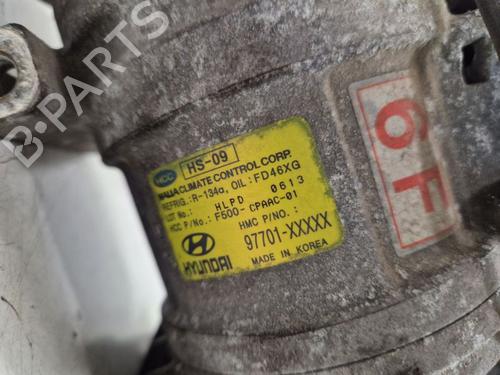 HCC HS-09
HALLA CLIMATE CONTROL CORP.
REFRIG.: R-134a, OIL: FD46XG
LOT No.: HLPD 0613
HCC P/No.: F500-CPAAC-01
HMC P/NO.:
97701-XXXXX
HYUNDAI
MADE IN KOREA
6F
B-PARTS